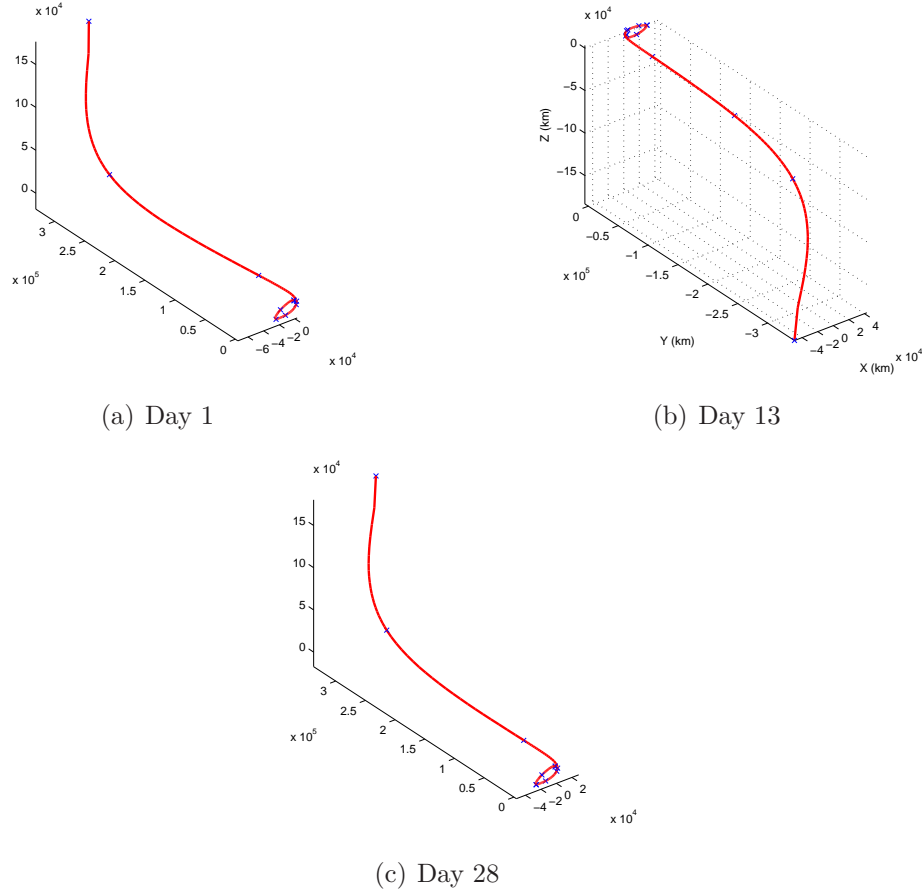 x 10^4
15
10
5
0
3
2.5
2
1.5
1
0.5
0
x 10^5
−6 −4 −2 0
x 10^4
(a) Day 1
x 10^4
0
−5
−10
−15
Z (km)
0
−0.5
−1
−1.5
−2
−2.5
−3
x 10^5
Y (km)
−4 −2 0 2 4
x 10^4
X (km)
(b) Day 13
x 10^4
15
10
5
0
3
2.5
2
1.5
1
0.5
0
x 10^5
−4 −2 0 2
x 10^4
(c) Day 28